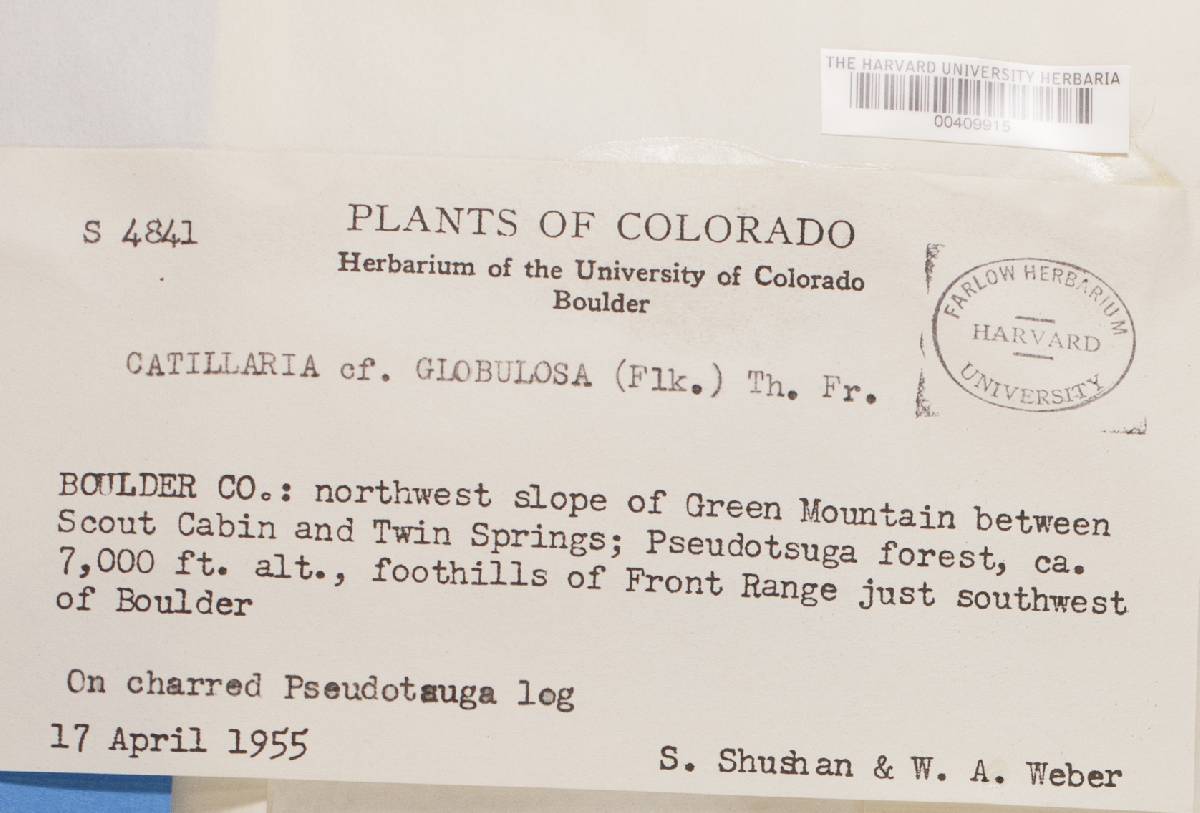 THE HARVARD UNIVERSITY HERBARIA
00409915
S 4841
PLANTS OF COLORADO
Herbarium of the University of Colorado
Boulder
FARLOW HERBARIUM
HARVARD
UNIVERSITY
CATILLARIA cf. GLOBULOSA (Flk.) Th. Fr.
BOULDER CO.: northwest slope of Green Mountain between
Scout Cabin and Twin Springs; Pseudotsuga forest, ca.
7,000 ft. alt., foothills of Front Range just southwest
of Boulder
On charred Pseudotsuga log
17 April 1955
S. Shushan & W. A. Weber